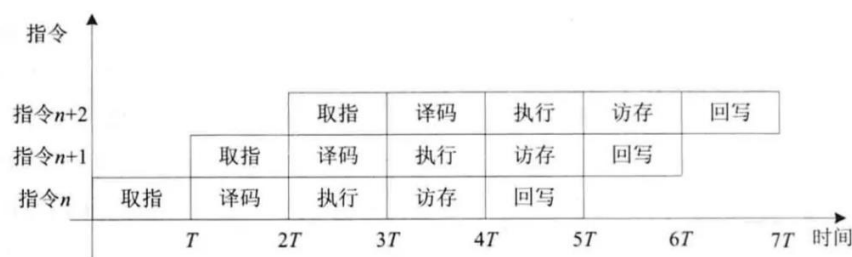 指令
指令n+2 取指 译码 执行 访存 回写
指令n+1 取指 译码 执行 访存 回写
指令n 取指 译码 执行 访存 回写
T 2T 3T 4T 5T 6T 7T 时间